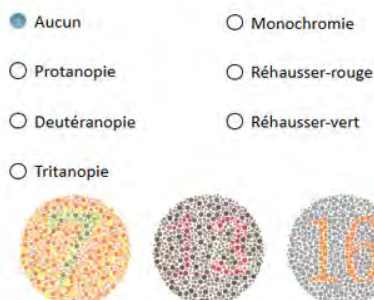 Aucun
Monochromie
Protanopie
Réhausser-rouge
Deutéranopie
Réhausser-vert
Tritanopie
7 13 16